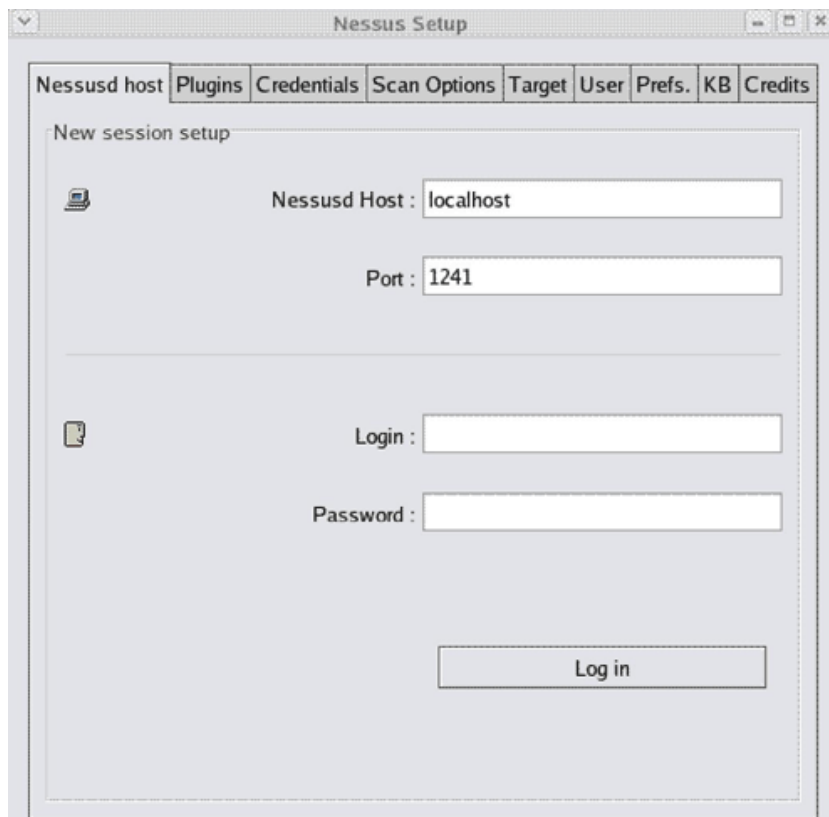 Nessus Setup
Nessusd host Plugins Credentials Scan Options Target User Prefs. KB Credits
New session setup
Nessusd Host : localhost
Port : 1241
Login :
Password :
Log in